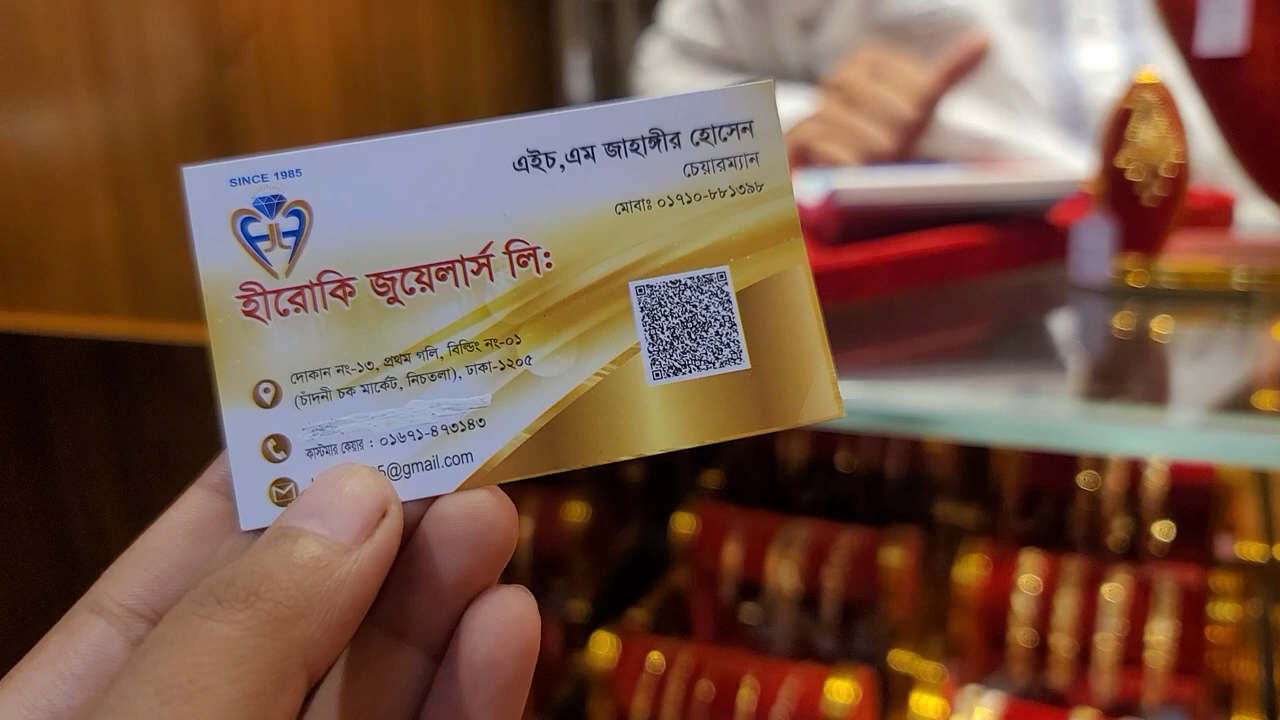 SINCE 1985
এইচ,এম জাহাঙ্গীর হোসেন
চেয়ারম্যান
মোবাঃ ০১৭১০-৮৮১৩৯৮
হীরোকি জুয়েলার্স লি:
দোকান নং-১৩, প্রথম গলি, বিল্ডিং নং-০১
(চাঁদনী চক মার্কেট, নিচতলা), ঢাকা-১২০৫
কাস্টমার কেয়ার : ০১৬৭১-৪৭৩১৪৩
5@gmail.com